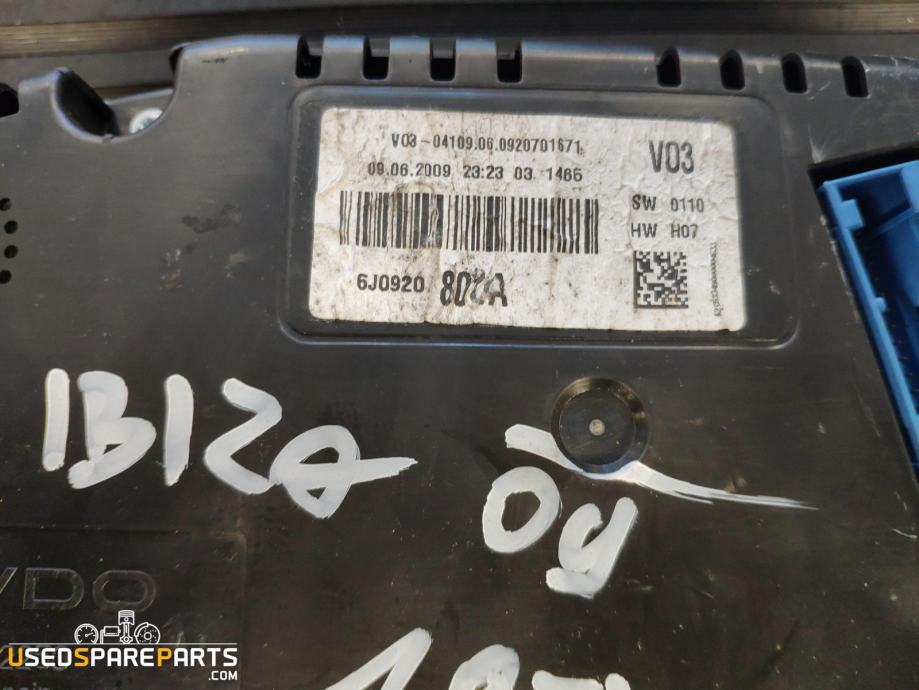 V03-04109.06.0920701671
09.06.2009 23:23 03. 1465
V03
SW 0110
HW H07
6J0920 802A
IBIZA
09
VDO
USEDSPAREPARTS
.COM